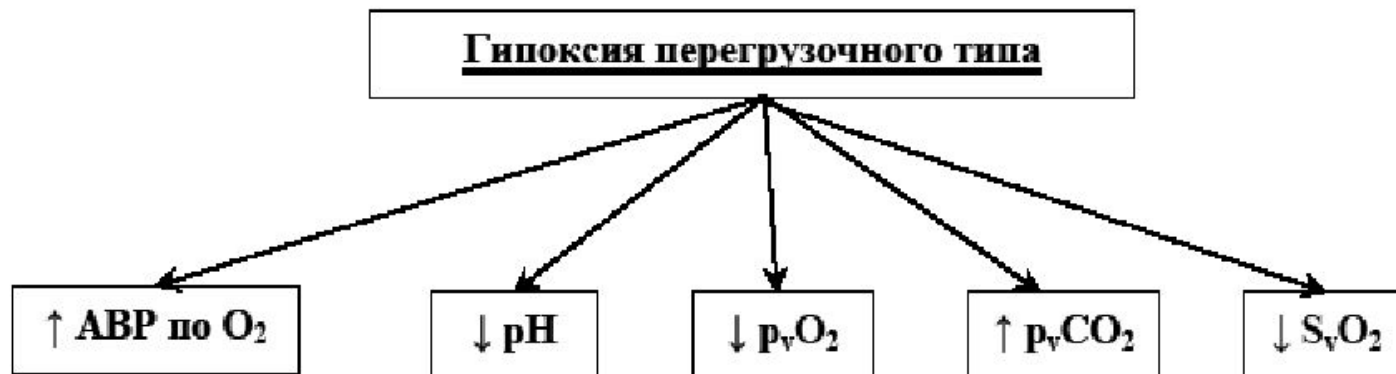 Гипоксия перегрузочного типа
↑ АВР по O₂
↓ pH
↓ pᵥO₂
↑ pᵥCO₂
↓ SᵥO₂